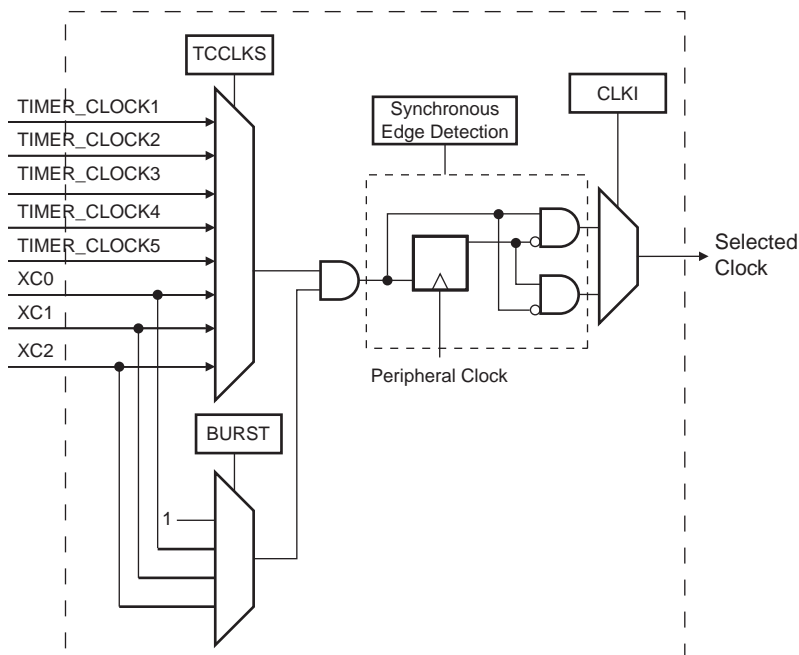 TCCLKS
TIMER_CLOCK1
TIMER_CLOCK2
TIMER_CLOCK3
TIMER_CLOCK4
TIMER_CLOCK5
XC0
XC1
XC2
Synchronous
Edge Detection
CLKI
Selected
Clock
Peripheral Clock
BURST
1